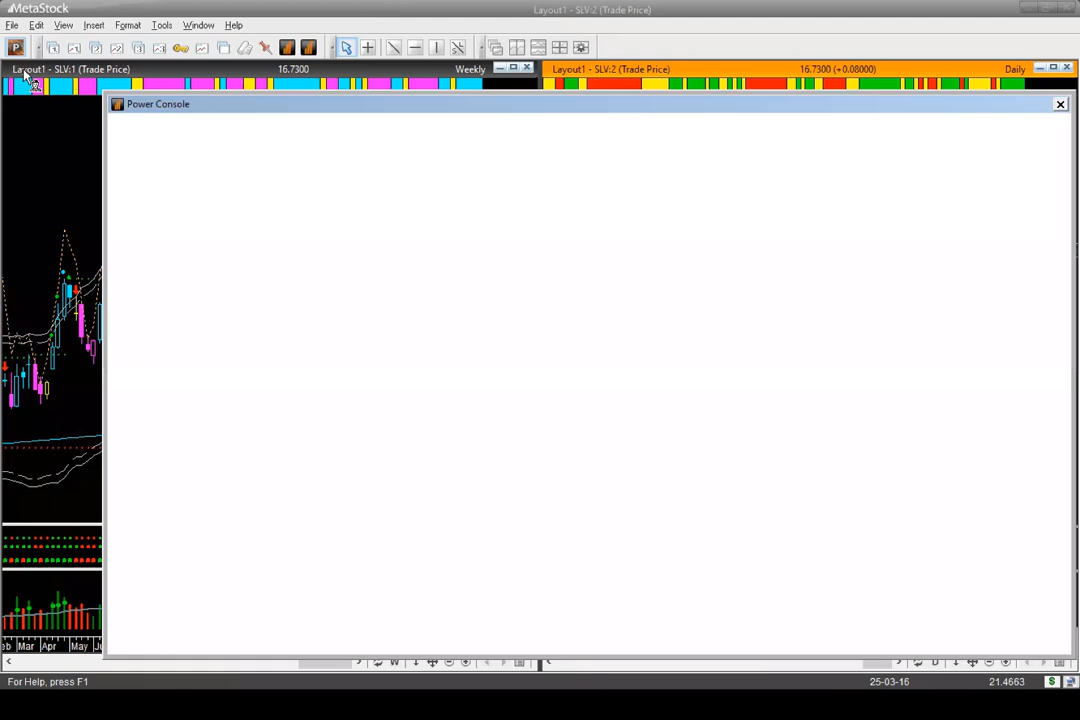 MetaStock
Layout1 - SLV:2 (Trade Price)
File Edit View Insert Format Tools Window Help
P
Layout1 - SLV:1 (Trade Price) 16.7300 Weekly
Layout1 - SLV:2 (Trade Price) 16.7300 (+0.08000) Daily
Power Console
Mar Apr May
W D
For Help, press F1 25-03-16 21.4663 $